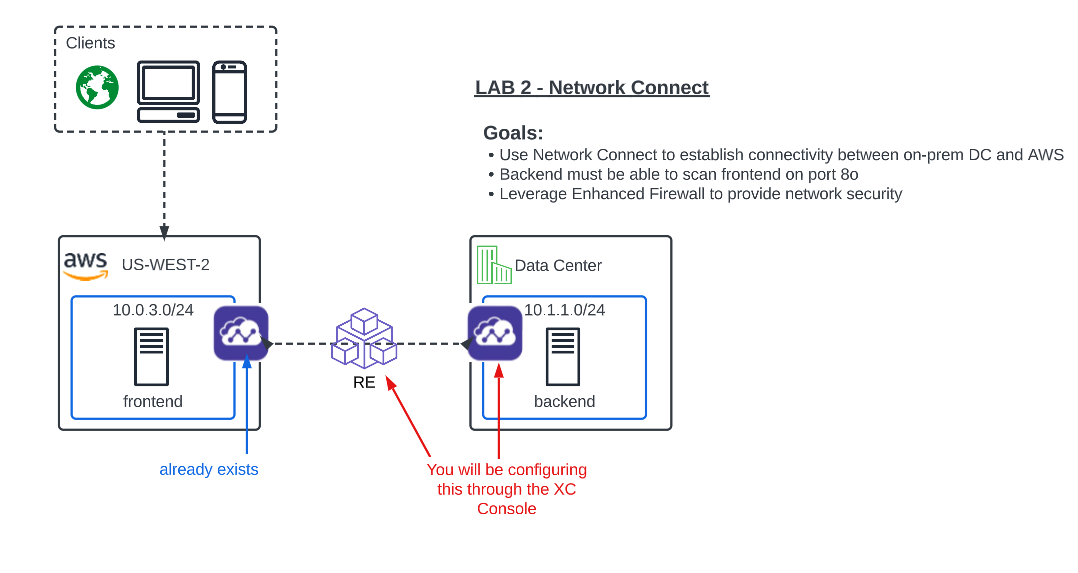 Clients
LAB 2 - Network Connect
Goals:
• Use Network Connect to establish connectivity between on-prem DC and AWS
• Backend must be able to scan frontend on port 8o
• Leverage Enhanced Firewall to provide network security
aws
US-WEST-2
Data Center
10.0.3.0/24
10.1.1.0/24
RE
frontend
backend
already exists
You will be configuring
this through the XC
Console